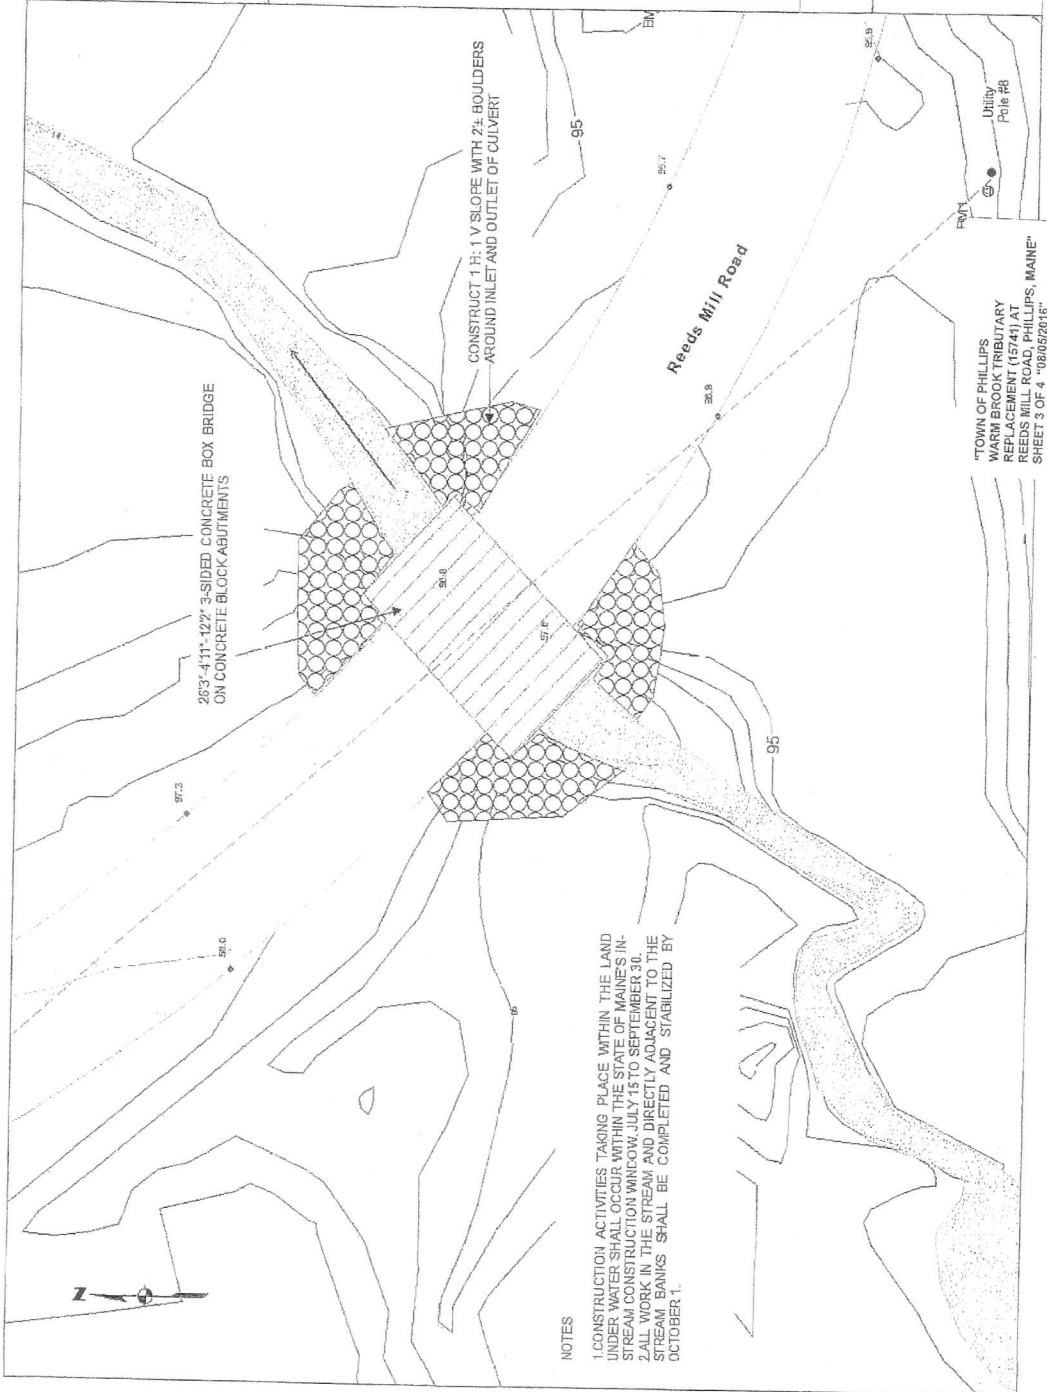 26'3"-4'11"-12'2" 3-SIDED CONCRETE BOX BRIDGE
ON CONCRETE BLOCK ABUTMENTS
CONSTRUCT 1 H: 1 V SLOPE WITH 2'± BOULDERS
AROUND INLET AND OUTLET OF CULVERT
95
Reeds Mill Road
Utility
Pole #8
97.3
95
NOTES
1.CONSTRUCTION ACTIVITIES TAKING PLACE WITHIN THE LAND
UNDER WATER SHALL OCCUR WITHIN THE STATE OF MAINE'S IN-
STREAM CONSTRUCTION WINDOW, JULY 15 TO SEPTEMBER 30.
2.ALL WORK IN THE STREAM AND DIRECTLY ADJACENT TO THE
STREAM BANKS SHALL BE COMPLETED AND STABILIZED BY
OCTOBER 1.
"TOWN OF PHILLIPS
WARM BROOK TRIBUTARY
REPLACEMENT (15741) AT
REEDS MILL ROAD, PHILLIPS, MAINE"
SHEET 3 OF 4 "08/05/2016"
Z